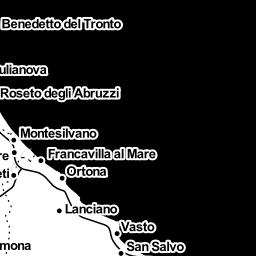 Benedetto del Tronto
ulianova
Roseto degli Abruzzi
Montesilvano
re
Francavilla al Mare
eti
Ortona
Lanciano
Vasto
mona
San Salvo